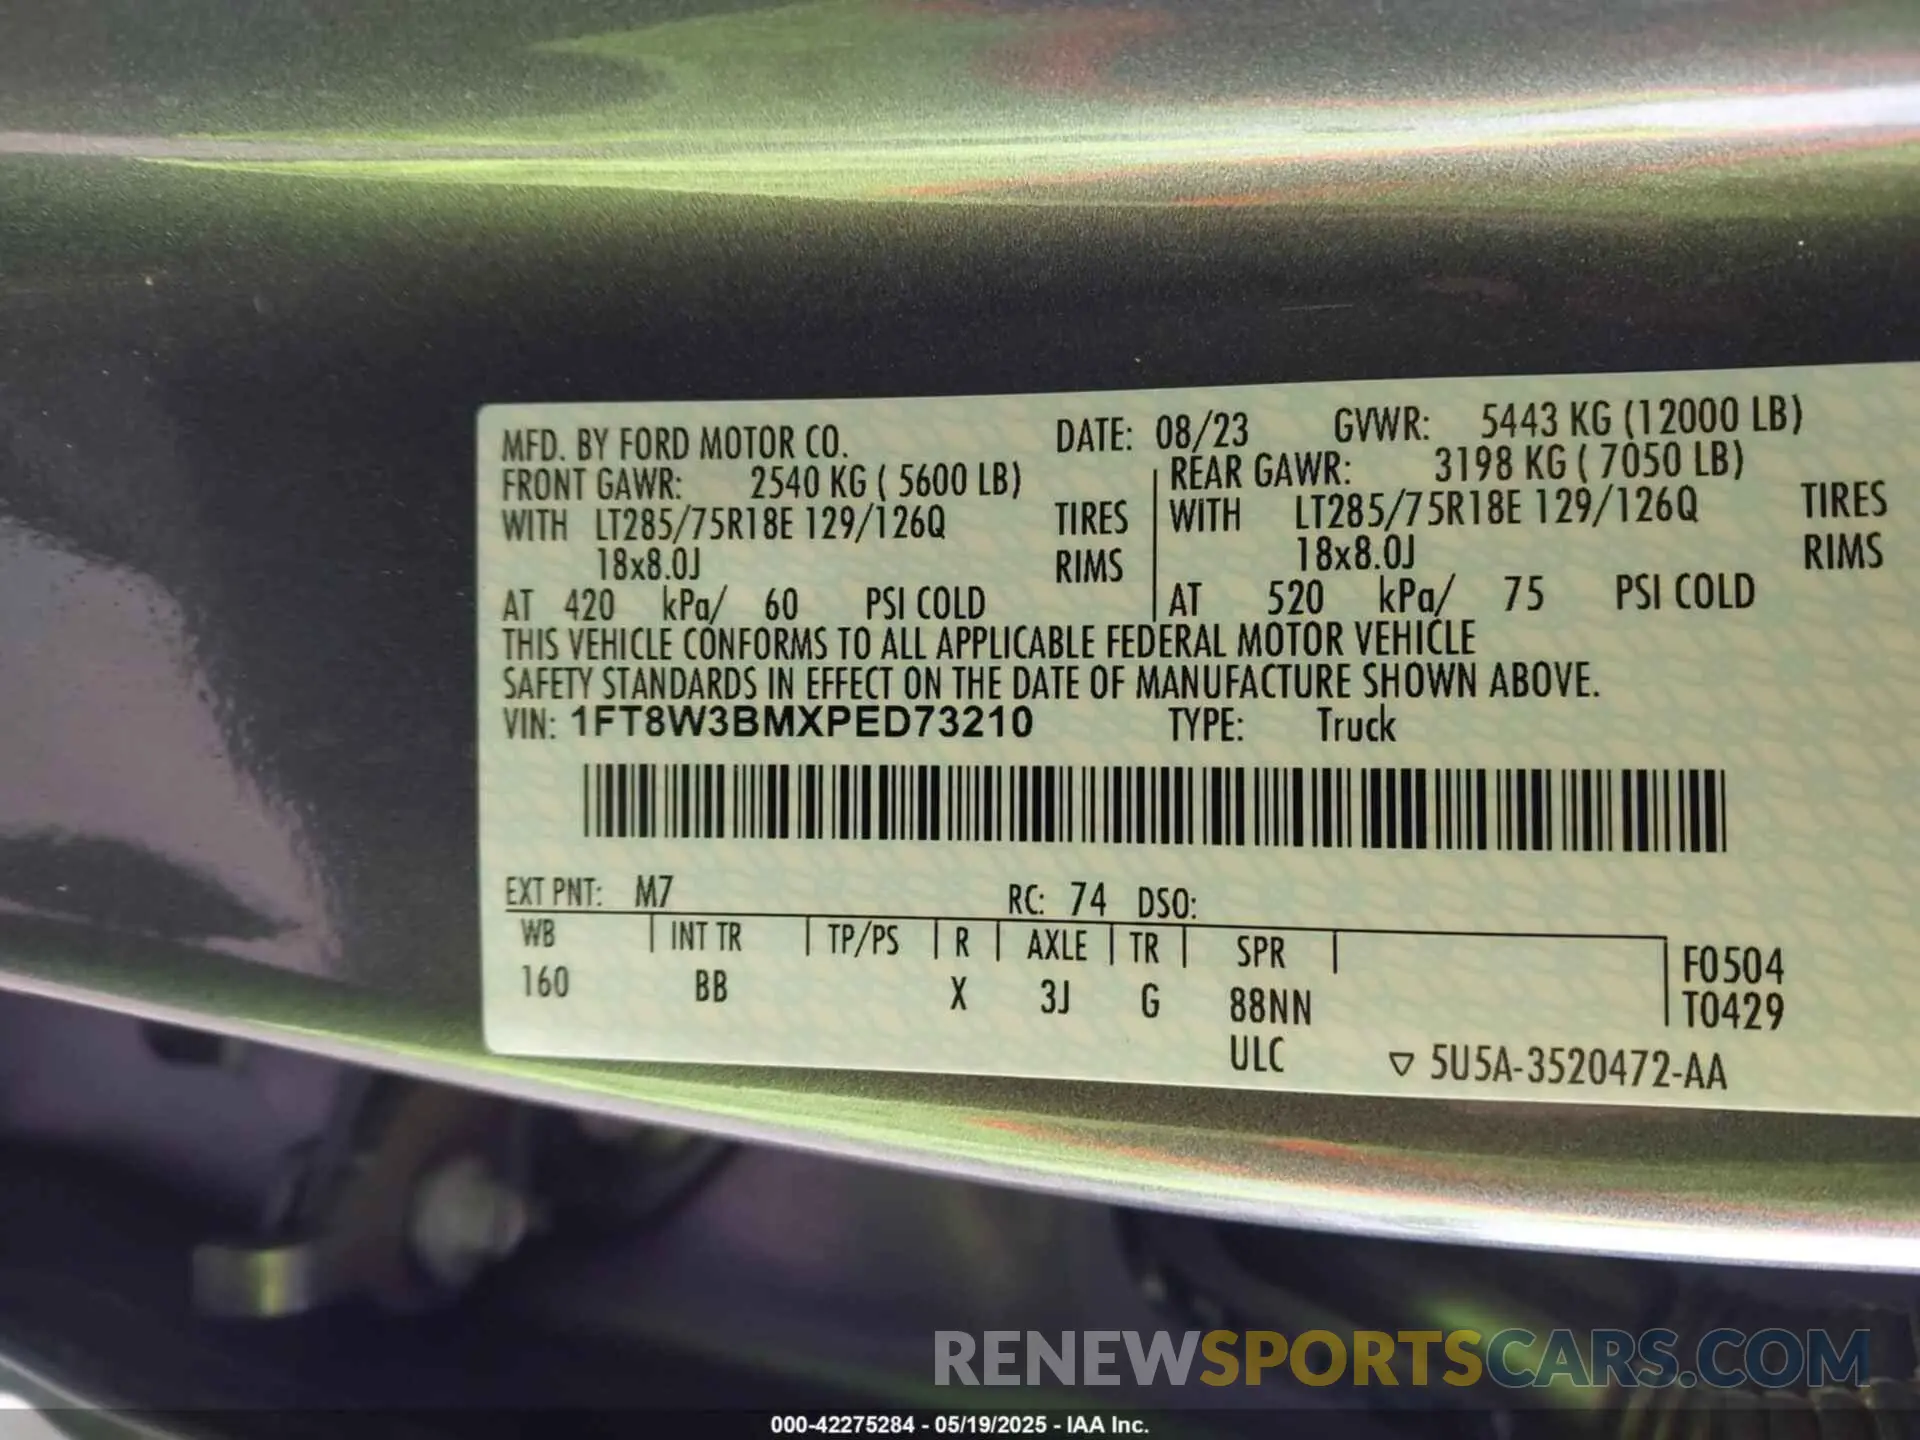 MFD. BY FORD MOTOR CO. DATE: 08/23 GVWR: 5443 KG (12000 LB)
FRONT GAWR: 2540 KG ( 5600 LB) REAR GAWR: 3198 KG ( 7050 LB)
WITH LT285/75R18E 129/126Q TIRES WITH LT285/75R18E 129/126Q TIRES
18x8.0J RIMS 18x8.0J RIMS
AT 420 kPa/ 60 PSI COLD AT 520 kPa/ 75 PSI COLD
THIS VEHICLE CONFORMS TO ALL APPLICABLE FEDERAL MOTOR VEHICLE
SAFETY STANDARDS IN EFFECT ON THE DATE OF MANUFACTURE SHOWN ABOVE.
VIN: 1FT8W3BMXPED73210 TYPE: Truck
EXT PNT: M7 RC: 74 DSO:
WB INT TR TP/PS R AXLE TR SPR F0504
160 BB X 3J G 88NN T0429
ULC ▽ 5U5A-3520472-AA
RENEWSPORTSCARS.COM
000-42275284 - 05/19/2025 - IAA Inc.